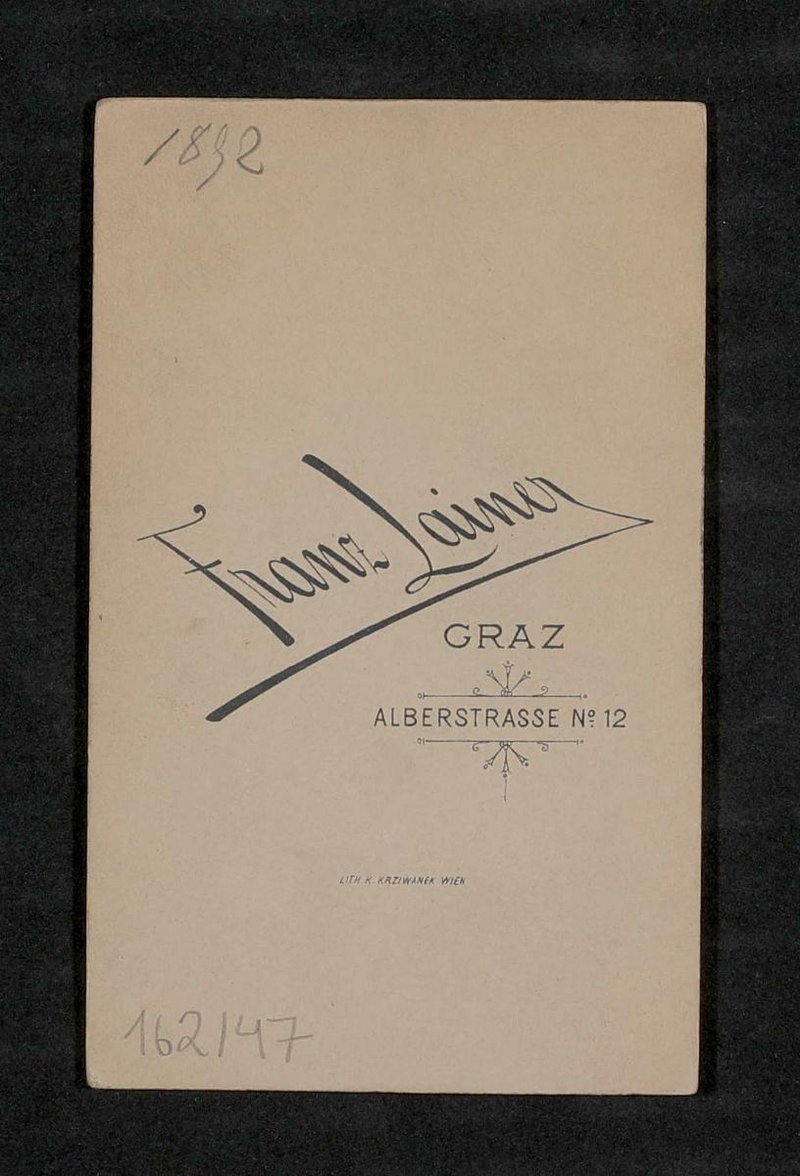 1892
Franz Lainer
GRAZ
ALBERSTRASSE Nº 12
LITH. K. KRZIWANEK WIEN
162/47